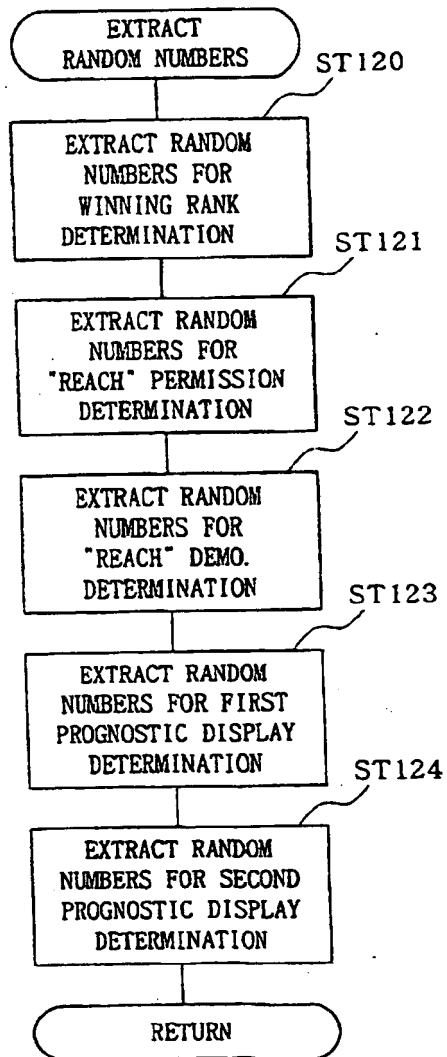 EXTRACT
RANDOM NUMBERS
ST120
EXTRACT RANDOM
NUMBERS FOR
WINNING RANK
DETERMINATION
ST121
EXTRACT RANDOM
NUMBERS FOR
"REACH" PERMISSION
DETERMINATION
ST122
EXTRACT RANDOM
NUMBERS FOR
"REACH" DEMO.
DETERMINATION
ST123
EXTRACT RANDOM
NUMBERS FOR FIRST
PROGNOSTIC DISPLAY
DETERMINATION
ST124
EXTRACT RANDOM
NUMBERS FOR SECOND
PROGNOSTIC DISPLAY
DETERMINATION
RETURN